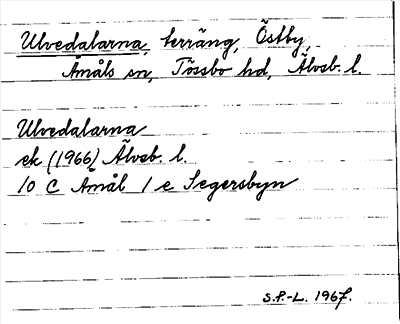 Ulvedalarna, terräng, Östby,
Åmåls sn, Tössbo hd, Älvsb. l.
Ulvedalarna
ek (1966) Älvsb. l.
10 C Åmål 1 e Segersbyn
S.P.-L. 1967.